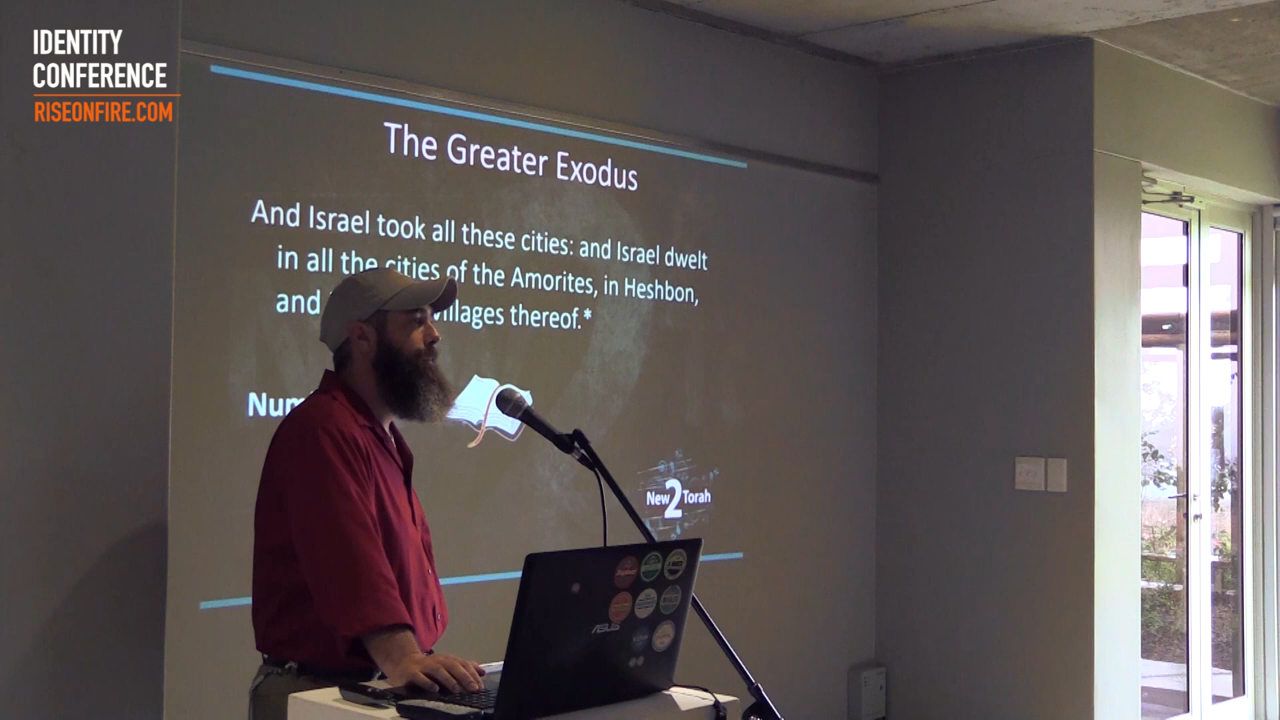 IDENTITY
CONFERENCE
RISEONFIRE.COM
The Greater Exodus
And Israel took all these cities: and Israel dwelt
in all the cities of the Amorites, in Heshbon,
and villages thereof.*
Num
New 2 Torah
ASUS